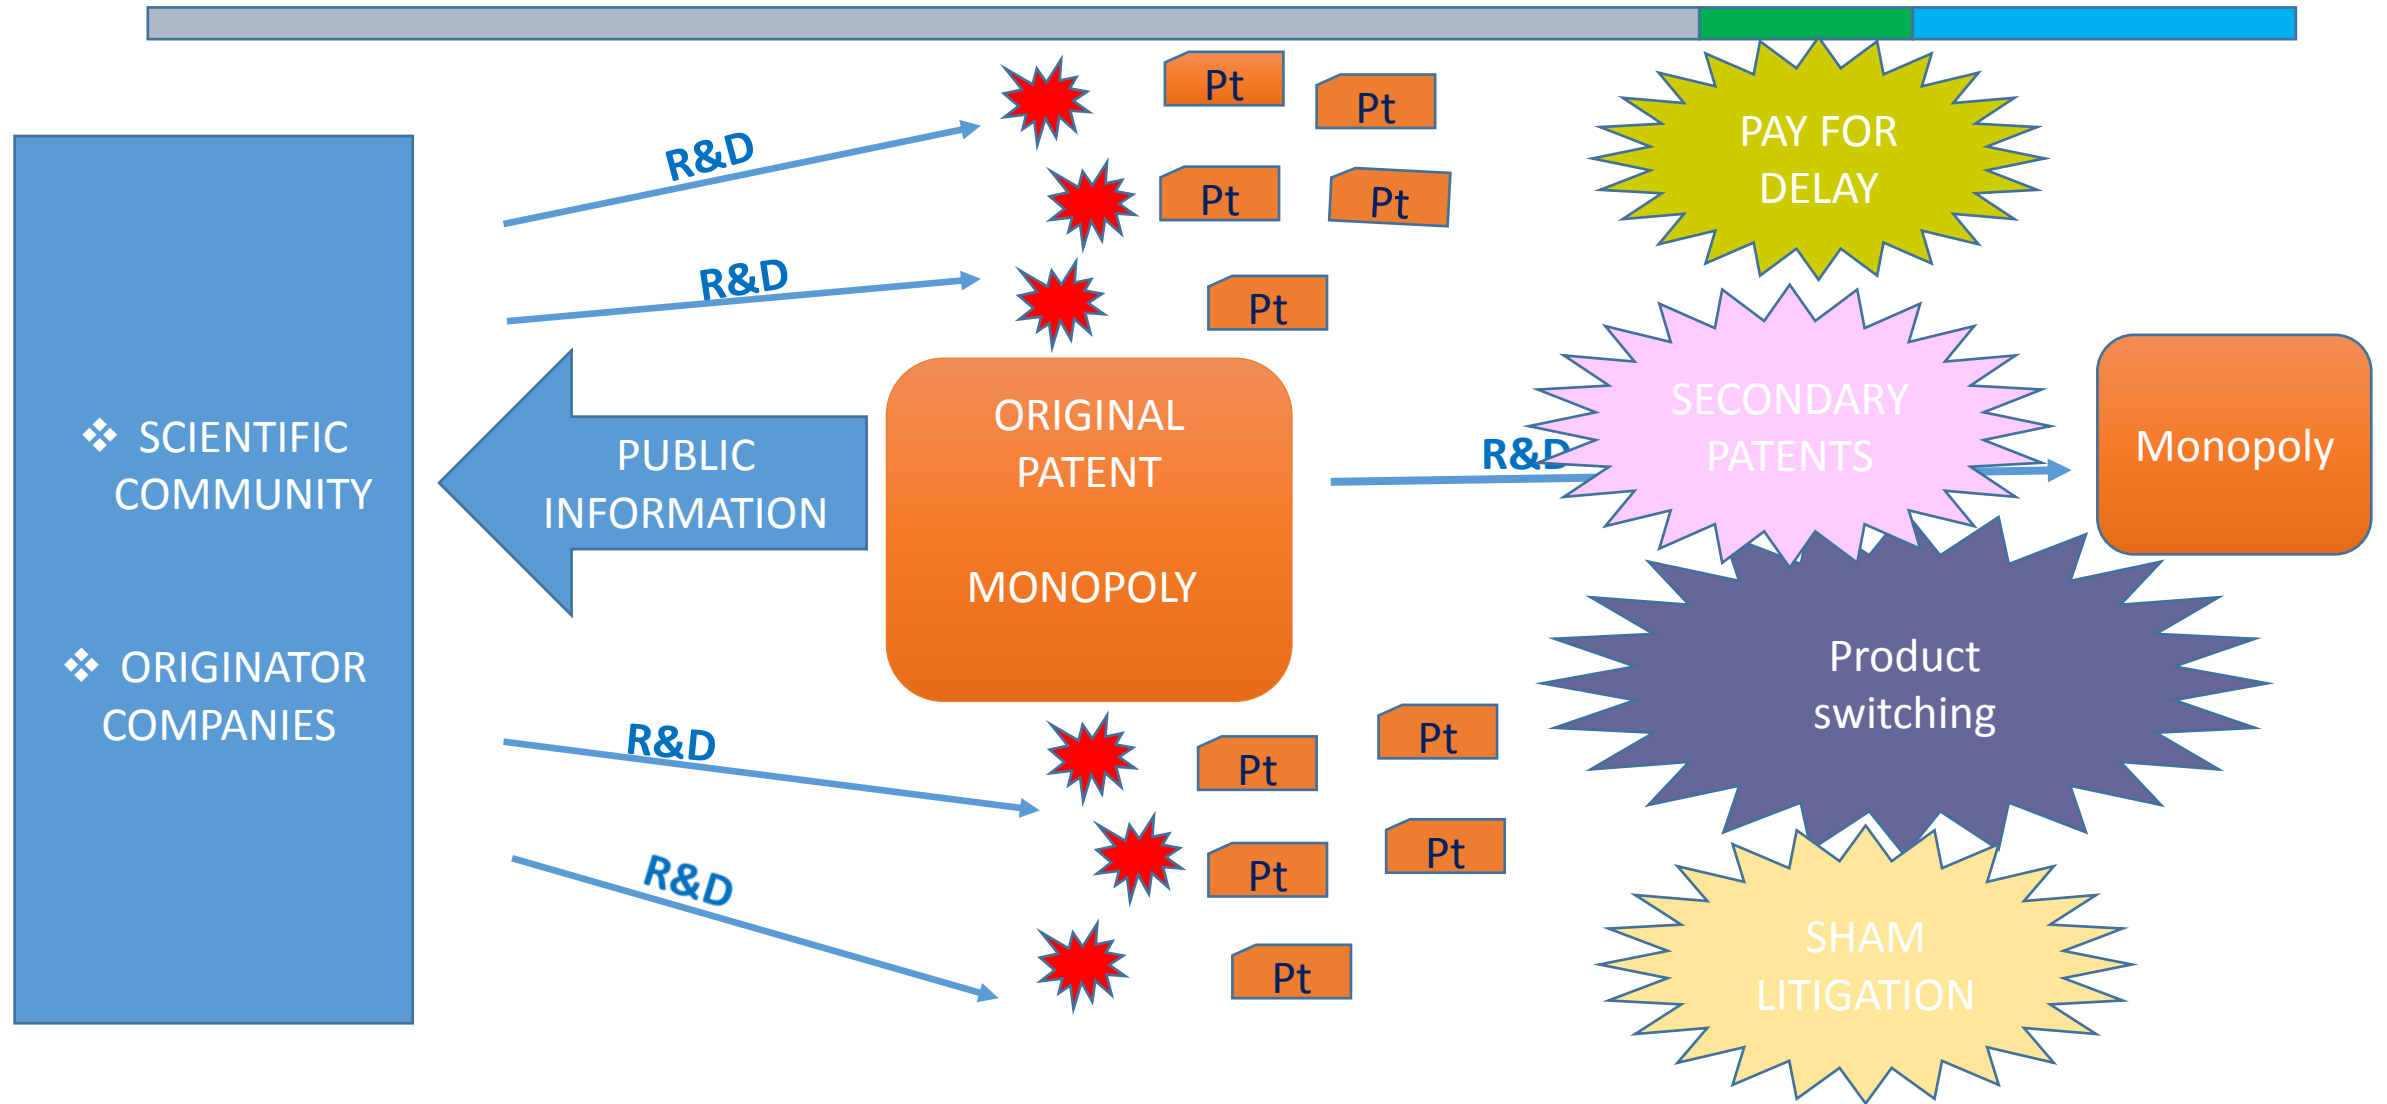 ❖ SCIENTIFIC
COMMUNITY
❖ ORIGINATOR
COMPANIES
R&D
R&D
PUBLIC
INFORMATION
R&D
R&D
Pt
Pt
Pt
Pt
Pt
ORIGINAL
PATENT
MONOPOLY
Pt
Pt
Pt
Pt
Pt
R&D
PAY FOR
DELAY
SECONDARY
PATENTS
Product
switching
SHAM
LITIGATION
Monopoly